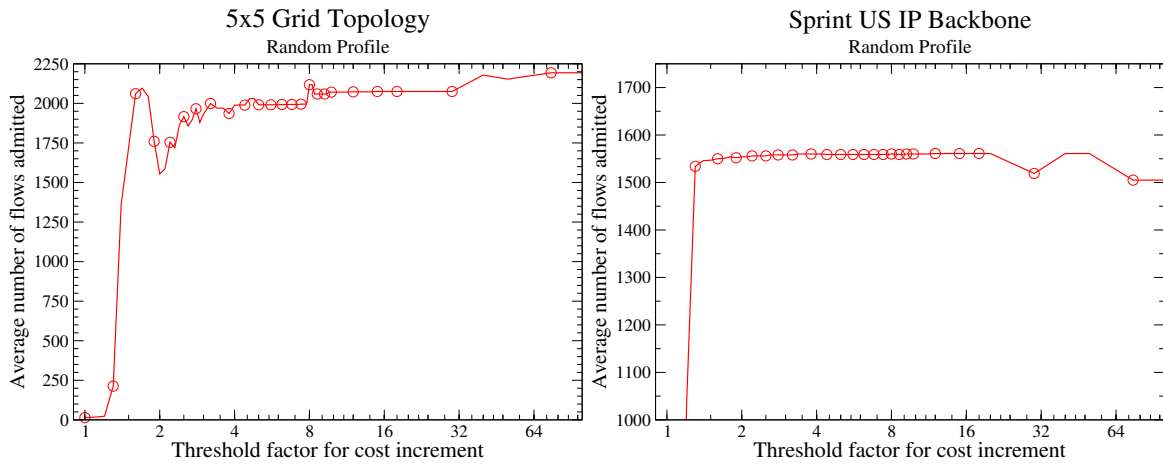 5x5 Grid Topology
Random Profile
Average number of flows admitted
2250
2000
1750
1500
1250
1000
750
500
250
0
1 2 4 8 16 32 64
Threshold factor for cost increment
Sprint US IP Backbone
Random Profile
Average number of flows admitted
1700
1600
1500
1400
1300
1200
1100
1000
1 2 4 8 16 32 64
Threshold factor for cost increment